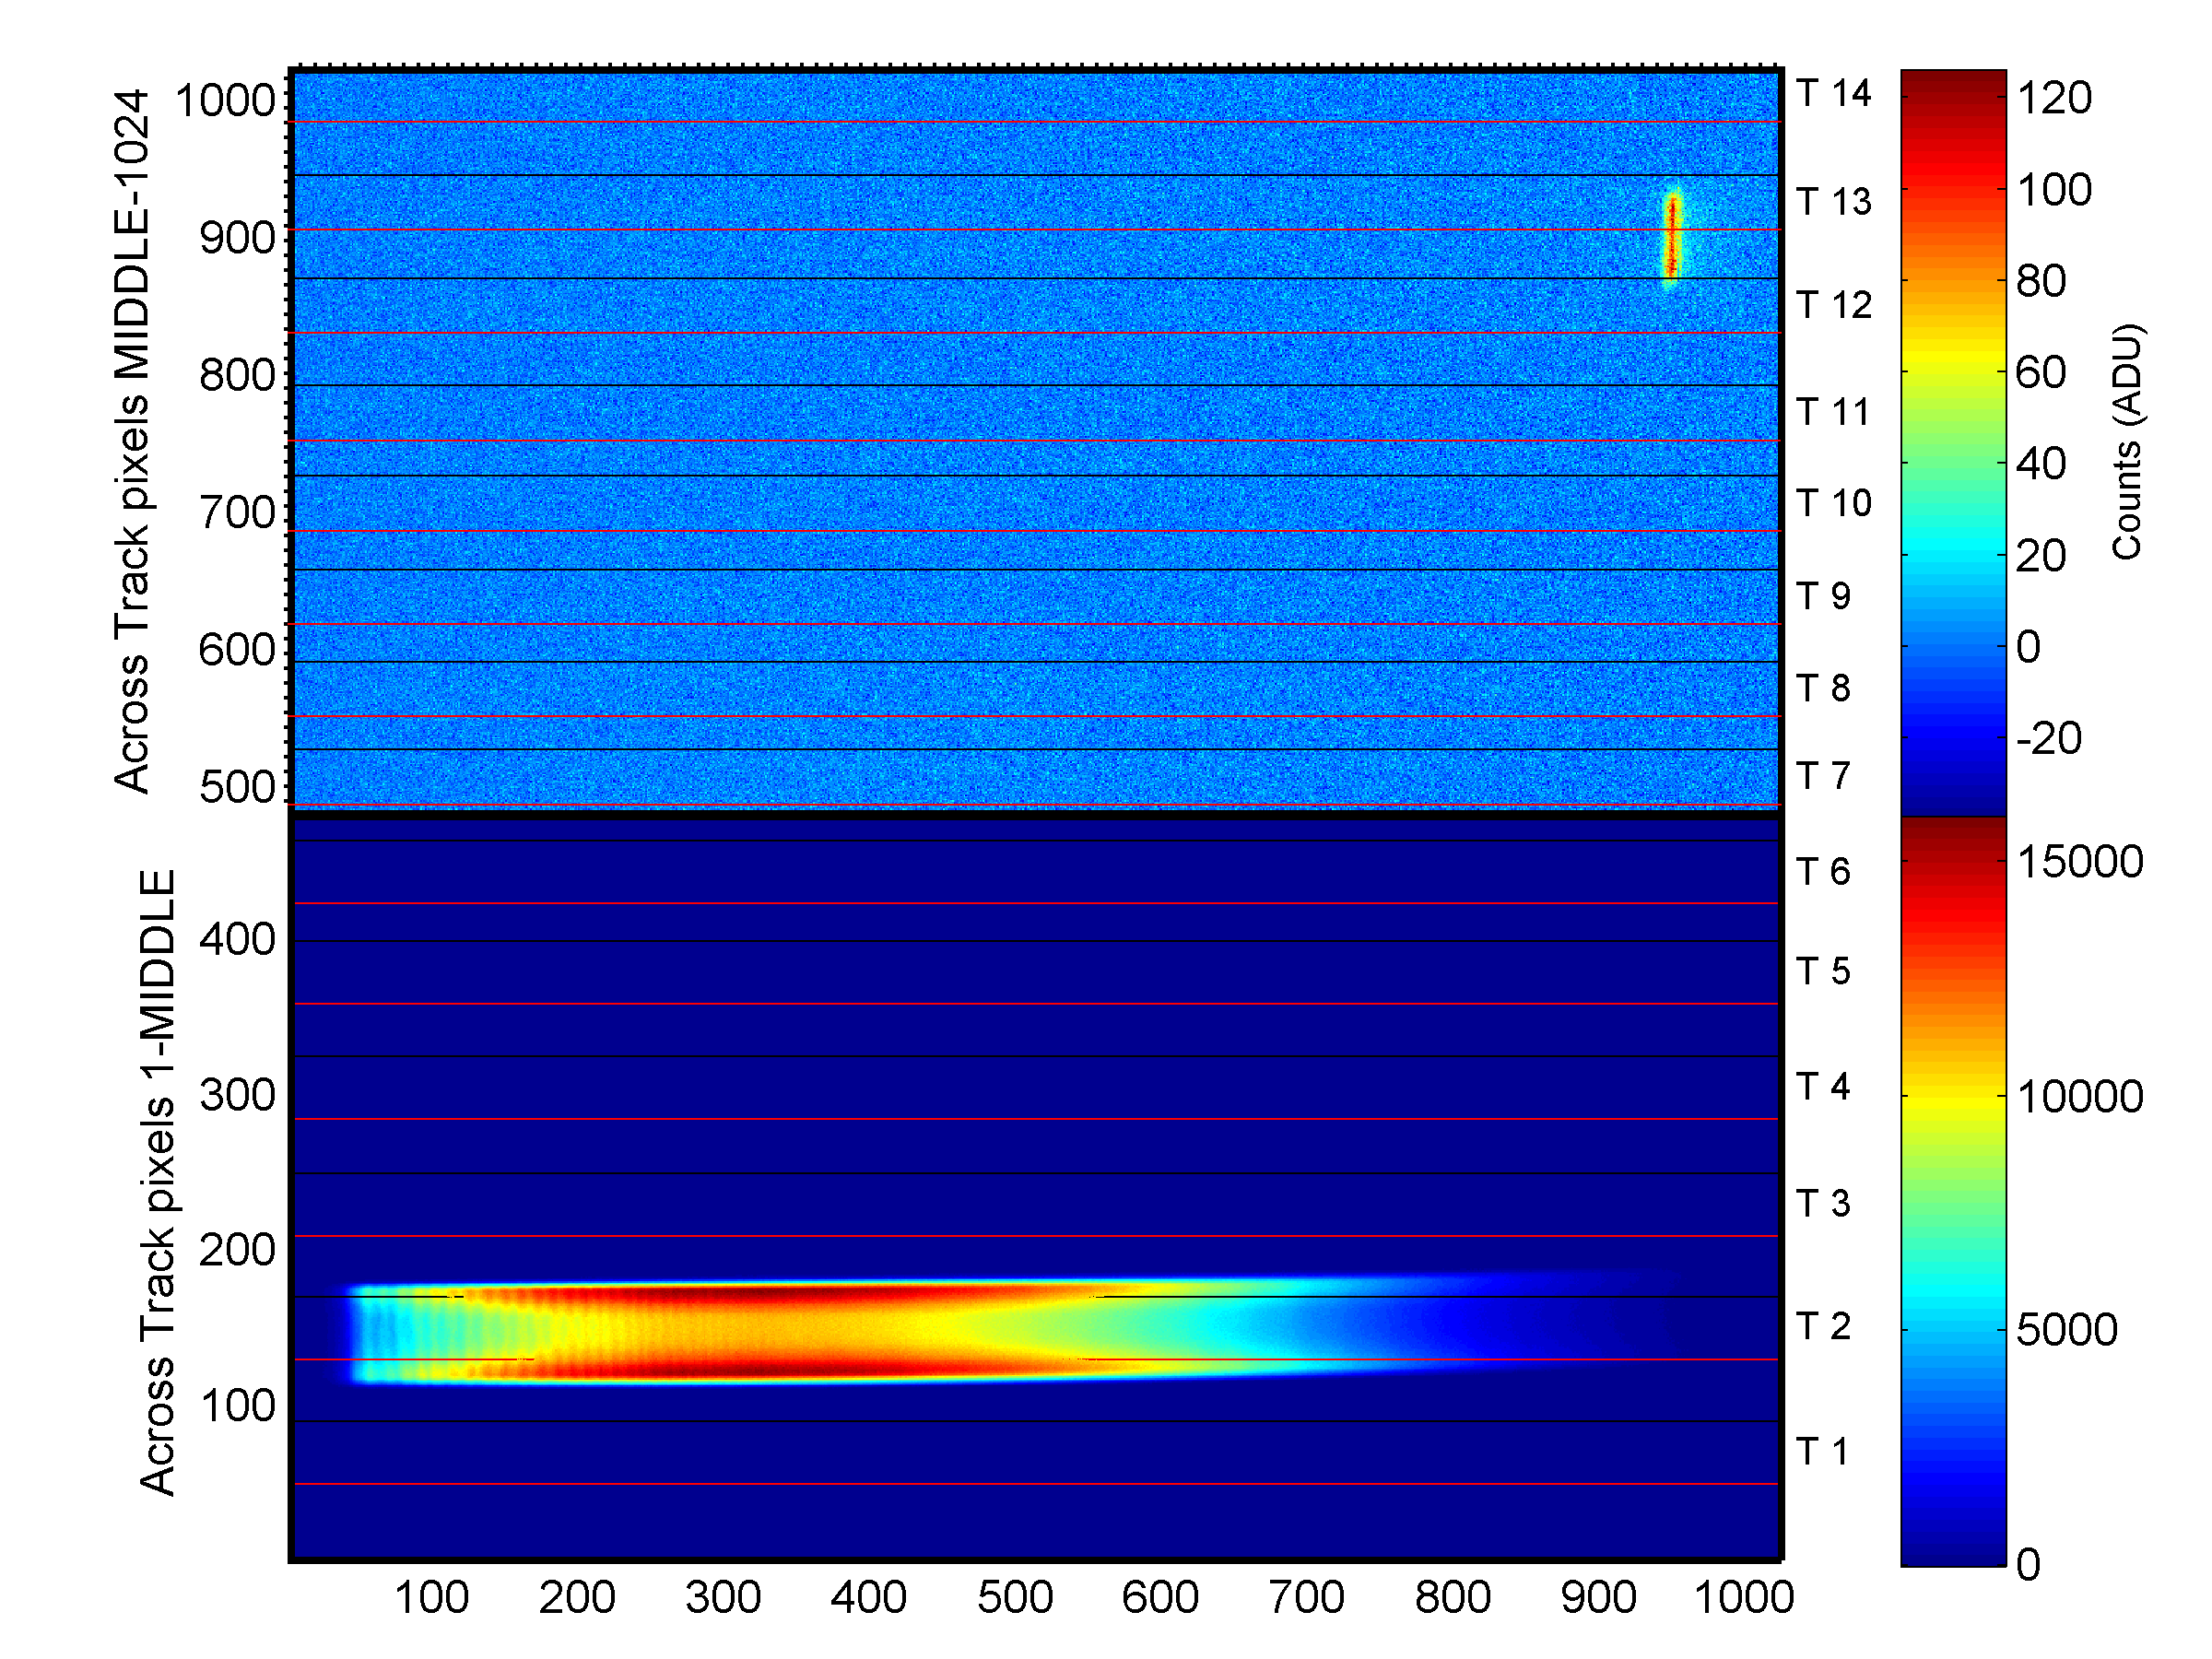 Across Track pixels MIDDLE-1024
1000
900
800
700
600
500
T 14
T 13
T 12
T 11
T 10
T 9
T 8
T 7
120
100
80
60
40
20
0
-20
Counts (ADU)
Across Track pixels 1-MIDDLE
400
300
200
100
T 6
T 5
T 4
T 3
T 2
T 1
15000
10000
5000
0
100 200 300 400 500 600 700 800 900 1000